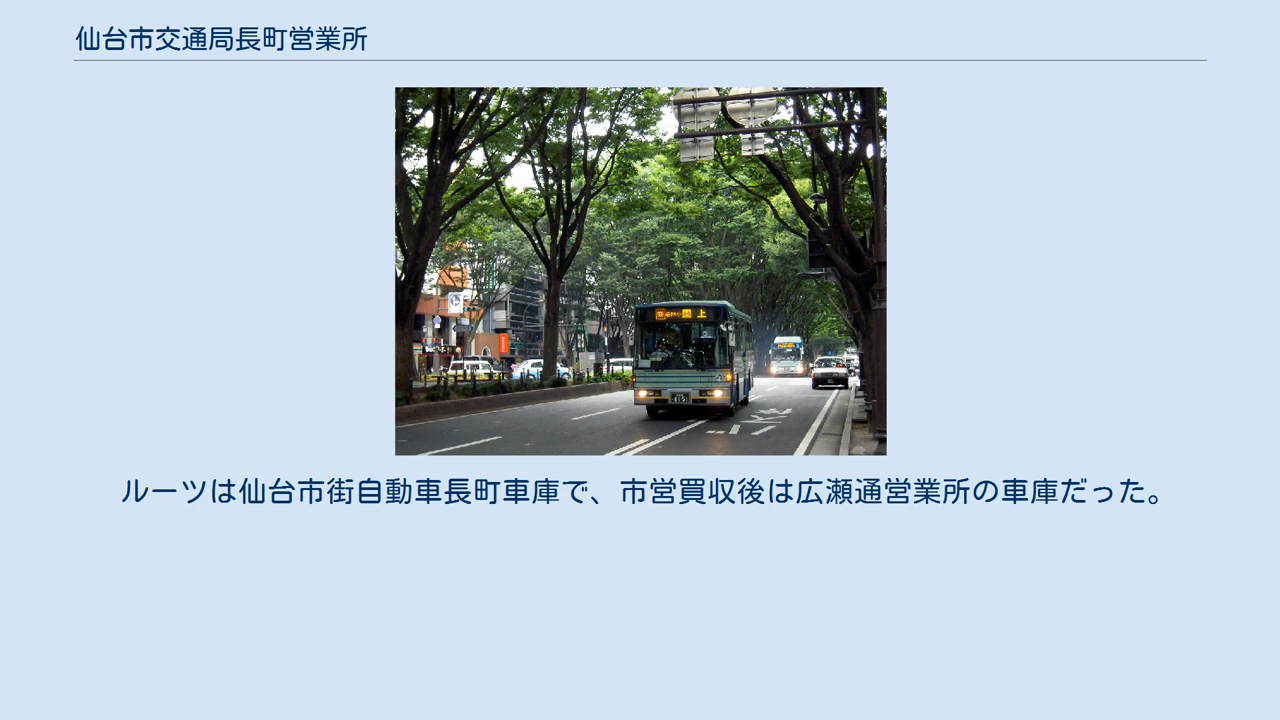 仙台市交通局長町営業所
閖上
ルーツは仙台市街自動車長町車庫で、市営買収後は広瀬通営業所の車庫だった。